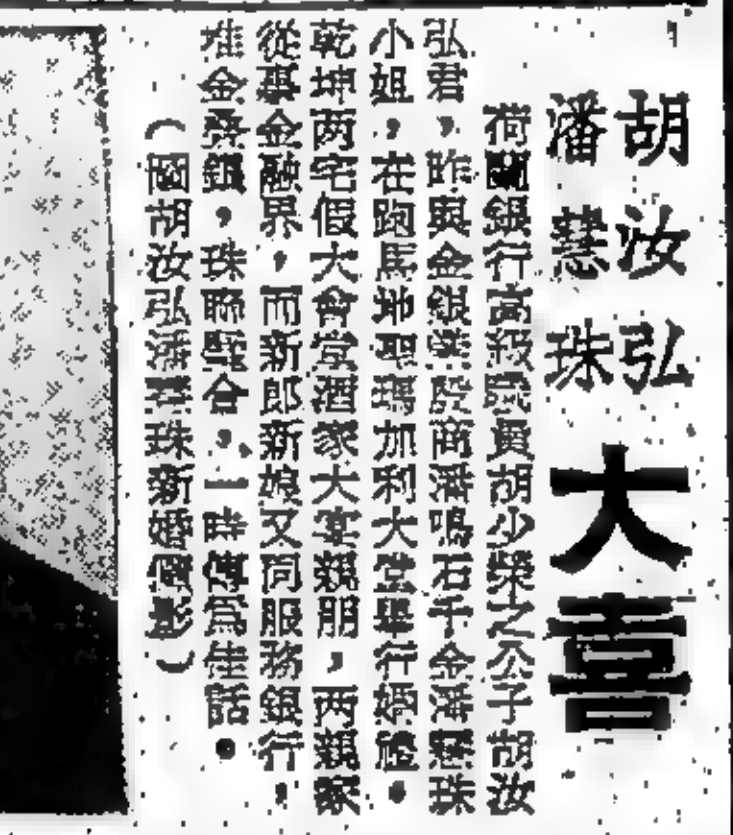 胡汝弘
潘慧珠
大喜
荷蘭銀行高級職員胡少榮之公子胡汝
弘君,昨與金銀業殷商潘鳴石千金潘慧珠
小姐,在跑馬地聖瑪加利大堂舉行婚禮。
乾坤两宅假大會堂酒家大宴親朋,两親家
從事金融界,而新郎新娘又同服務銀行,
堆金叠銀,珠聯璧合,一時傳為佳話。
(圖胡汝弘潘慧珠新婚儷影)